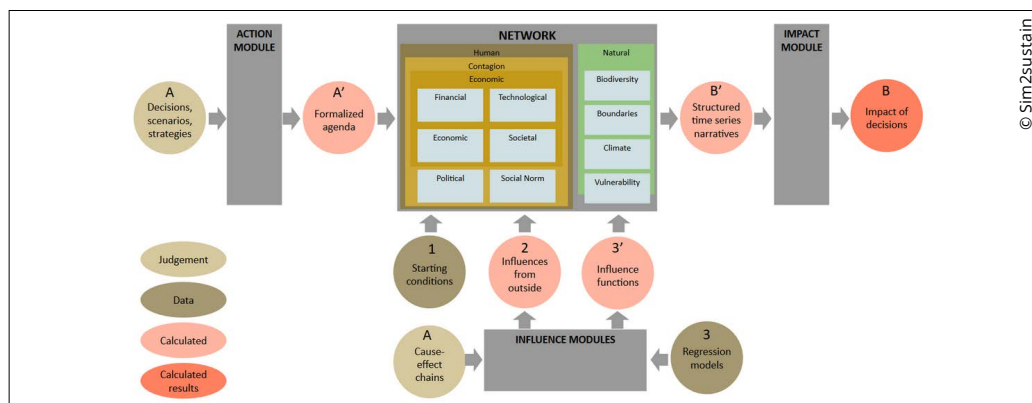 © Sim2sustain
ACTION
MODULE
NETWORK
IMPACT
MODULE
Human
Contagion
Economic
Natural
Financial
Technological
Economic
Societal
Political
Social Norm
Biodiversity
Boundaries
Climate
Vulnerability
A
Decisions,
scenarios,
strategies
A'
Formalized
agenda
B'
Structured
time series
narratives
B
Impact of
decisions
1
Starting
conditions
2
Influences
from
outside
3'
Influence
functions
A
Cause-
effect
chains
INFLUENCE MODULES
3
Regression
models
Judgement
Data
Calculated
Calculated
results